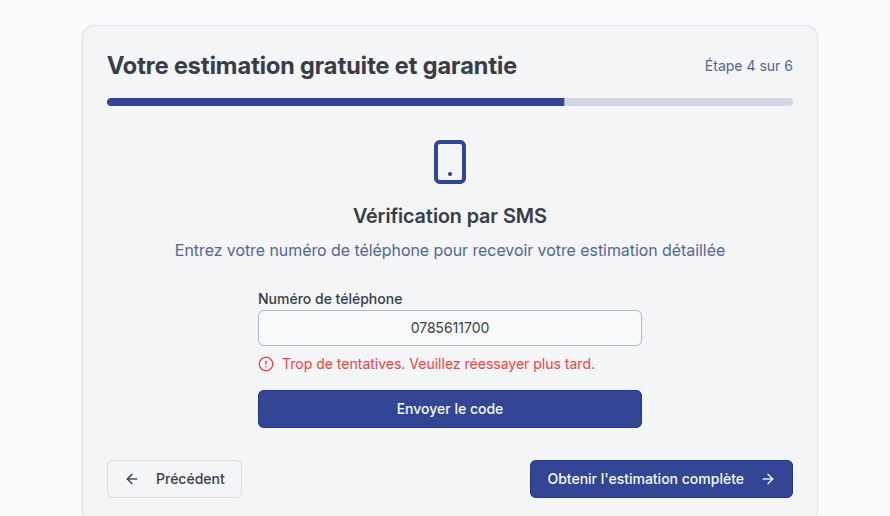 Votre estimation gratuite et garantie
Étape 4 sur 6
Vérification par SMS
Entrez votre numéro de téléphone pour recevoir votre estimation détaillée
Numéro de téléphone
0785611700
Trop de tentatives. Veuillez réessayer plus tard.
Envoyer le code
Précédent
Obtenir l'estimation complète